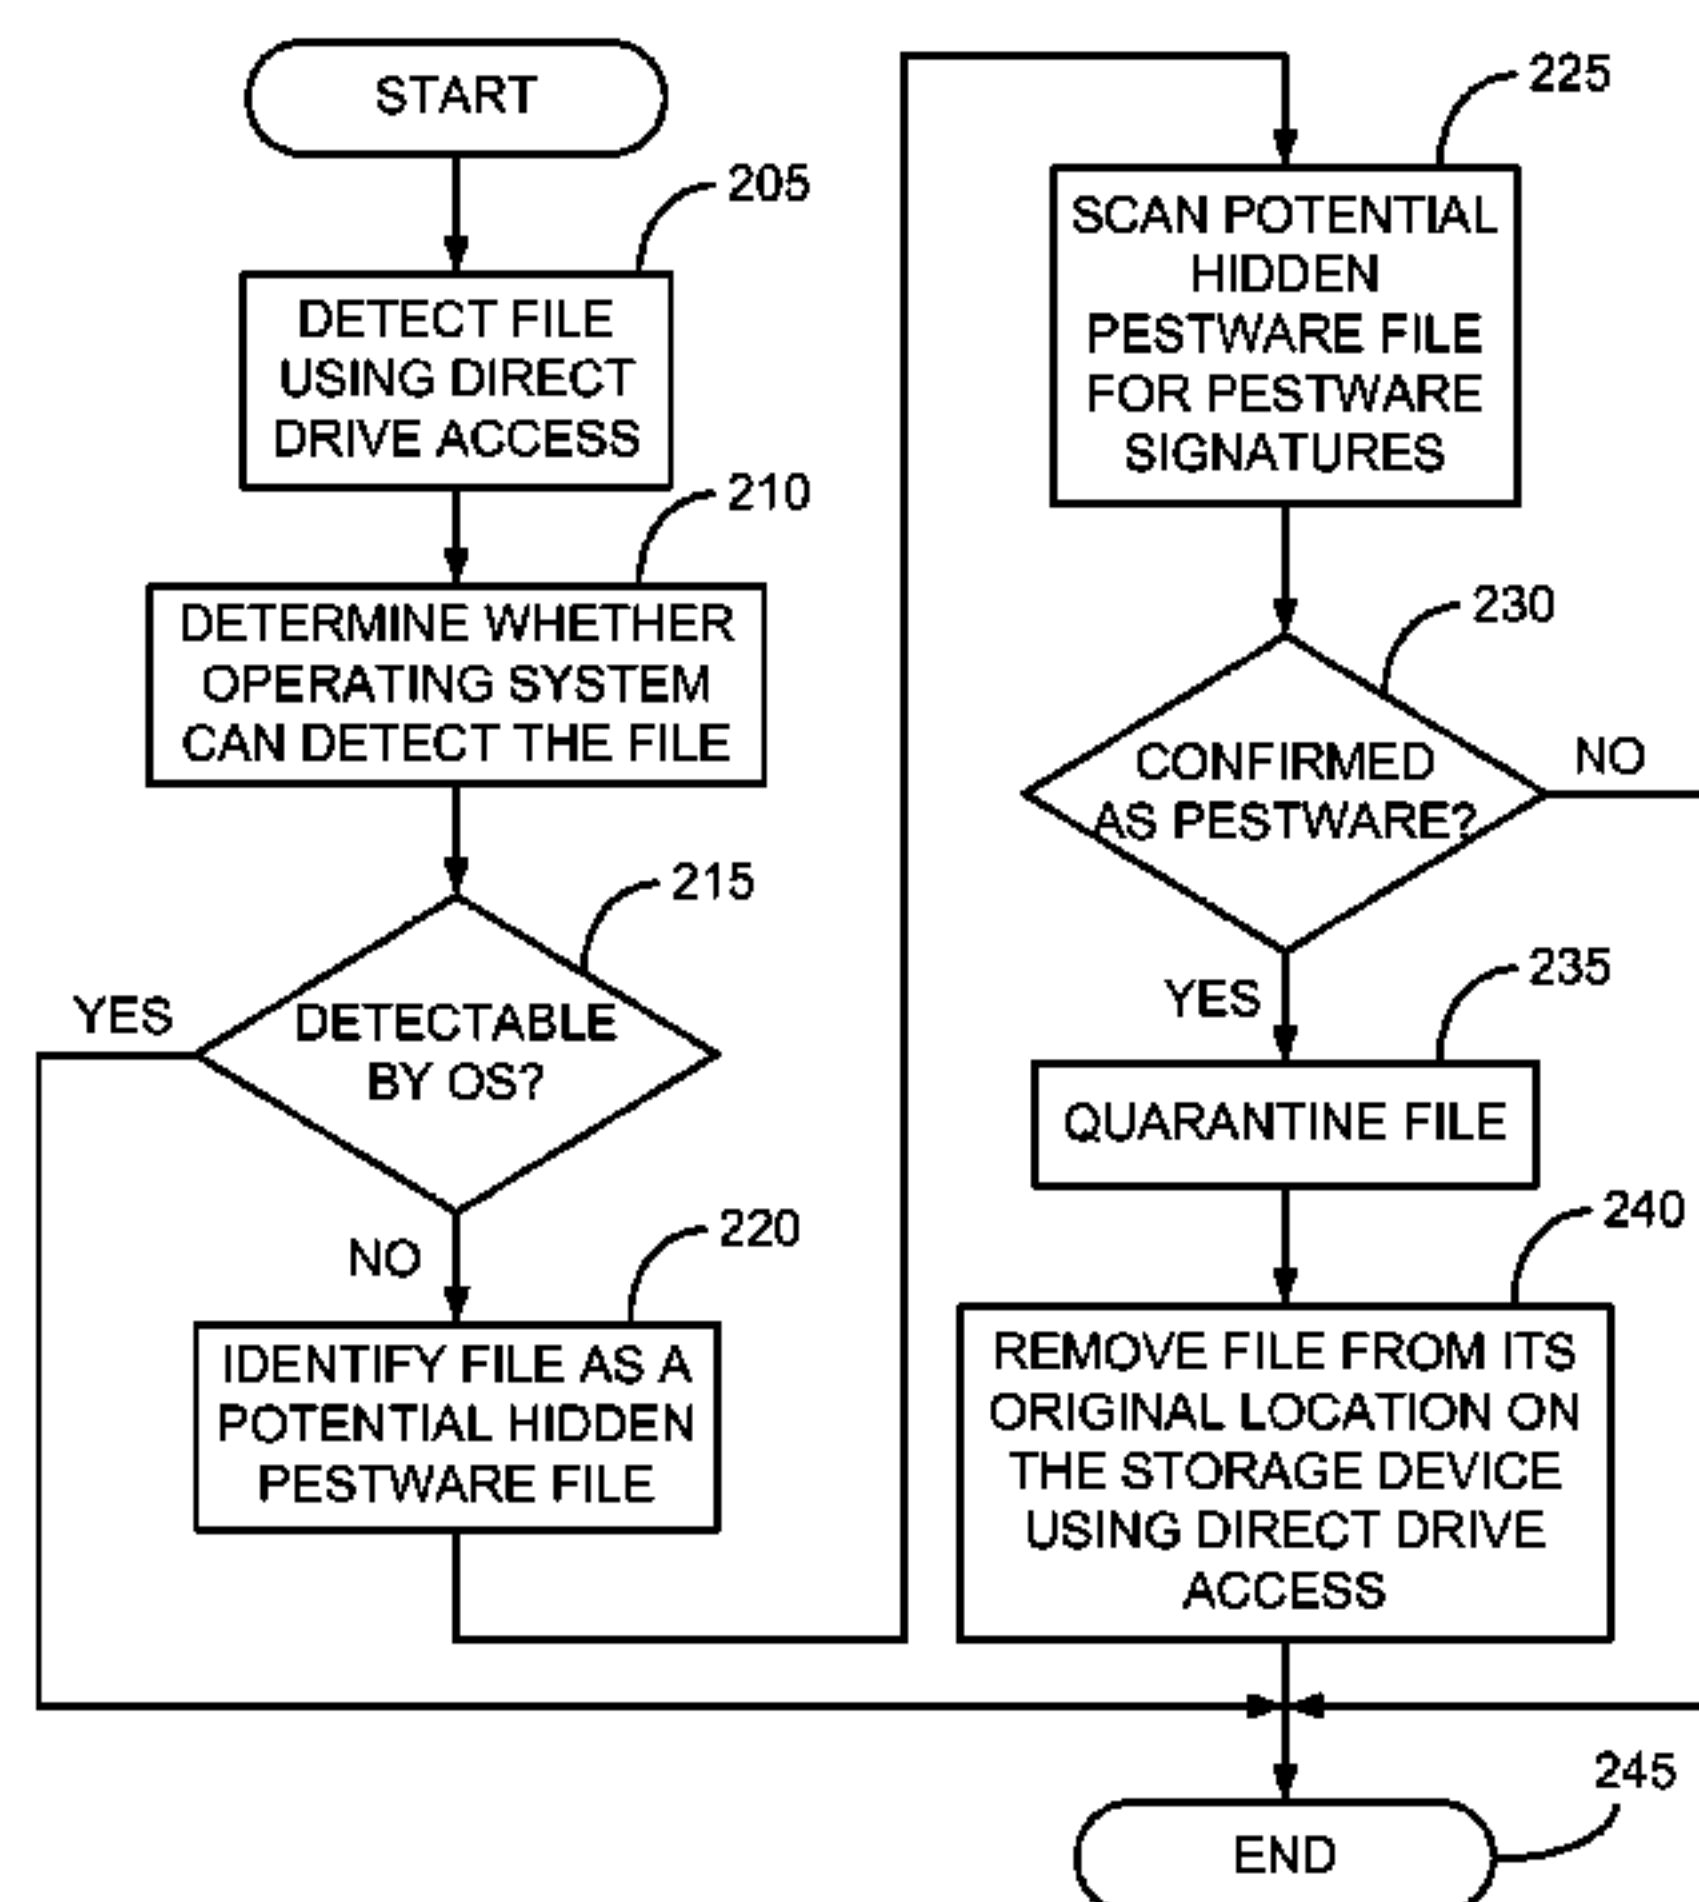 START
205
DETECT FILE
USING DIRECT
DRIVE ACCESS
210
DETERMINE WHETHER
OPERATING SYSTEM
CAN DETECT THE FILE
215
YES
DETECTABLE
BY OS?
NO
220
IDENTIFY FILE AS A
POTENTIAL HIDDEN
PESTWARE FILE
225
SCAN POTENTIAL
HIDDEN
PESTWARE FILE
FOR PESTWARE
SIGNATURES
230
CONFIRMED
AS PESTWARE?
NO
YES
235
QUARANTINE FILE
240
REMOVE FILE FROM ITS
ORIGINAL LOCATION ON
THE STORAGE DEVICE
USING DIRECT DRIVE
ACCESS
245
END